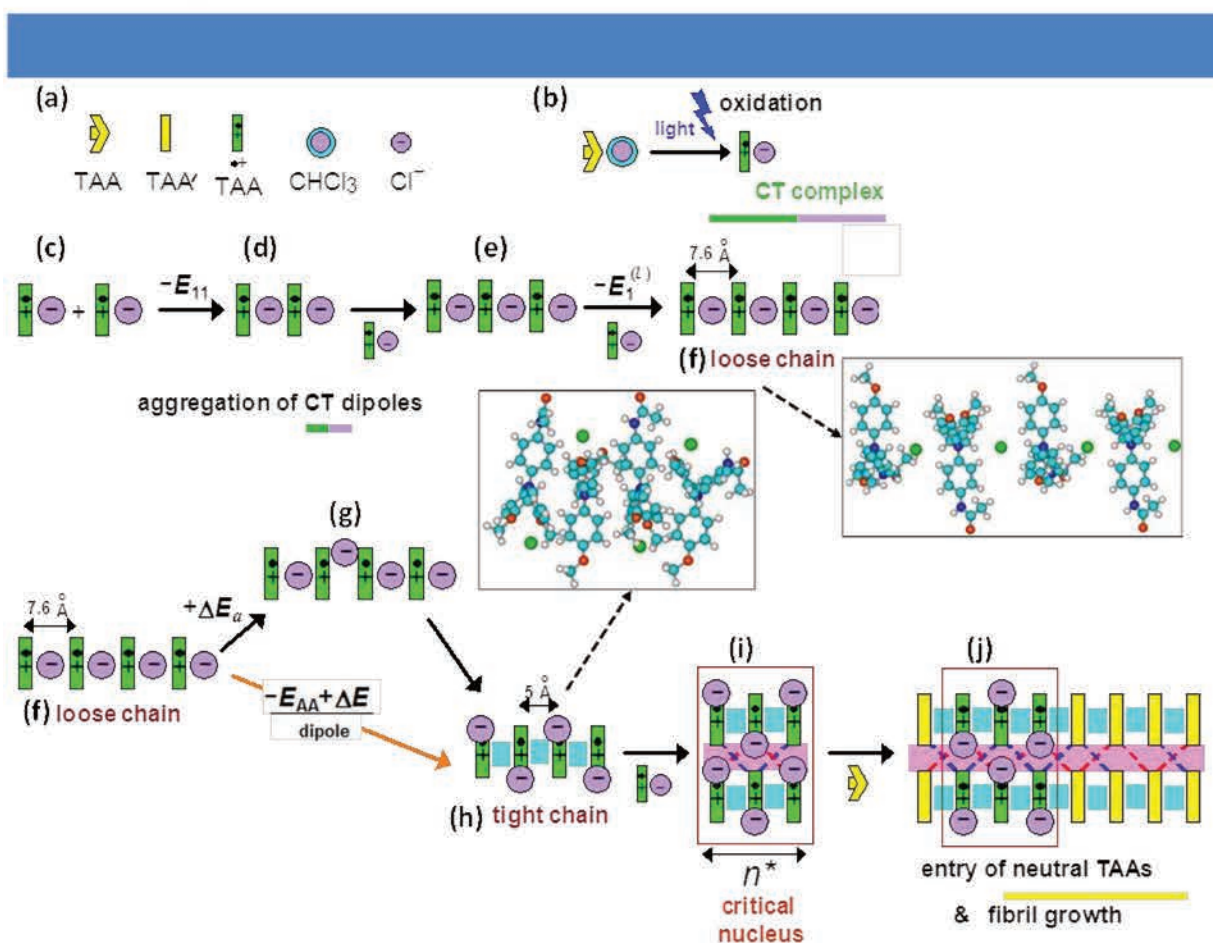 (a)
TAA TAA′ TAA •+ CHCl3 Cl−
(b)
light oxidation
CT complex
(c) (d) (e)
+ −E11 −E1(l) 7.6 Å
(f) loose chain
aggregation of CT dipoles
(g)
7.6 Å
+ΔEa
(f) loose chain
−EAA+ΔE
dipole
5 Å
(h) tight chain
(i)
n*
critical
nucleus
(j)
entry of neutral TAAs
& fibril growth